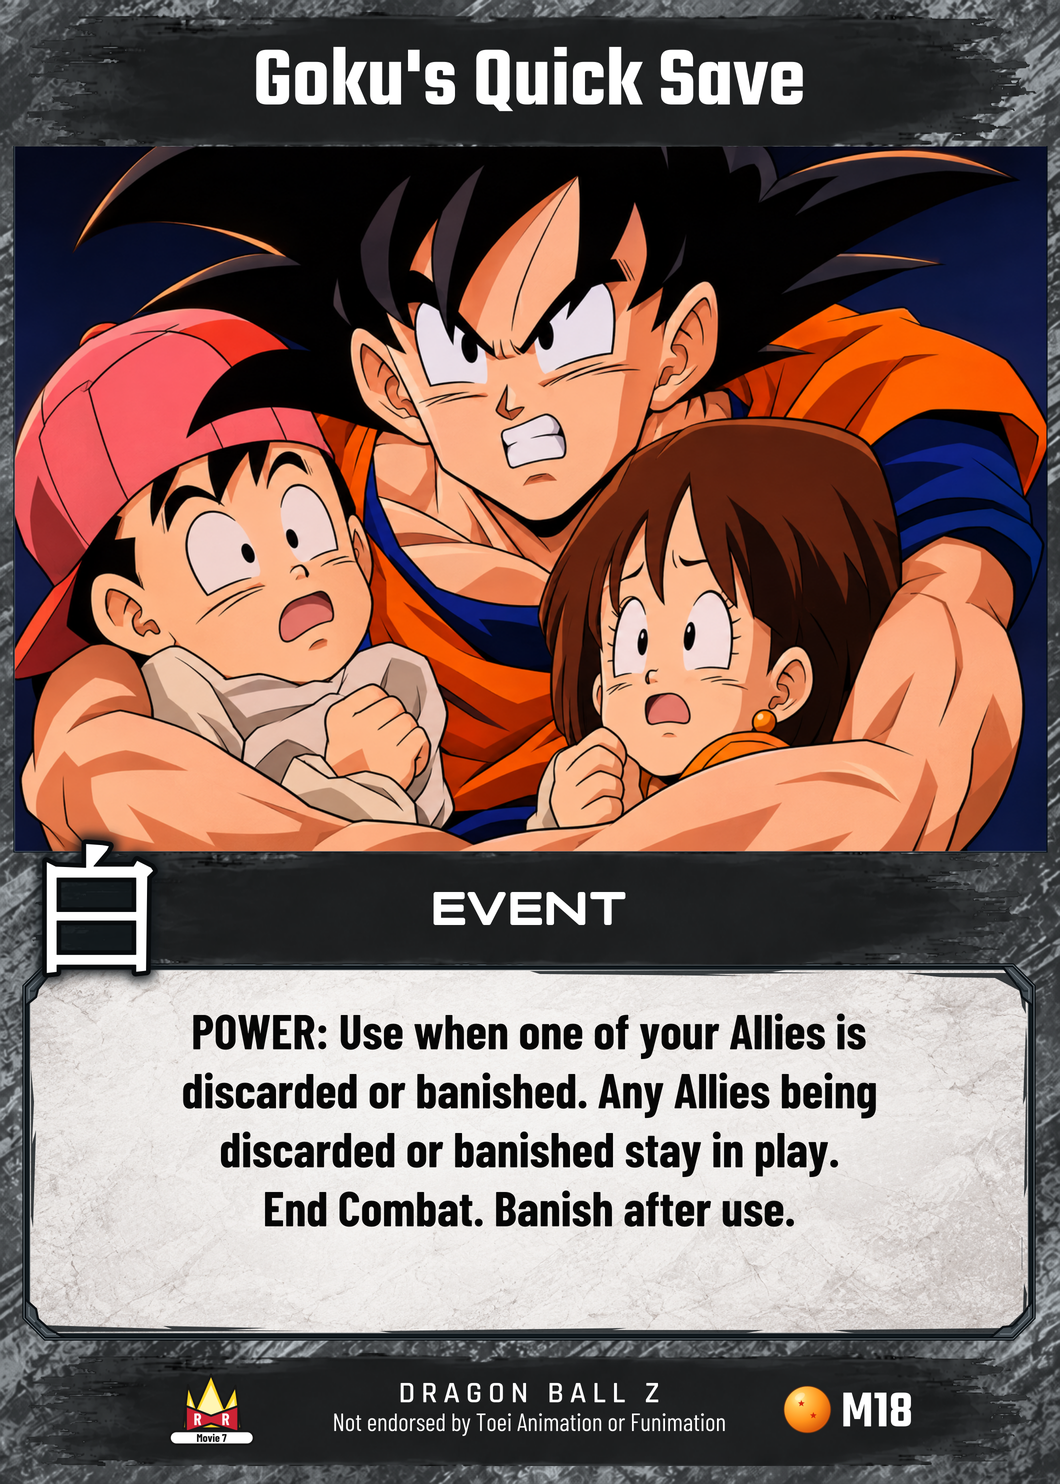 Goku's Quick Save
白
EVENT
POWER: Use when one of your Allies is
discarded or banished. Any Allies being
discarded or banished stay in play.
End Combat. Banish after use.
R R
Movie 7
DRAGON BALL Z
Not endorsed by Toei Animation or Funimation
M18